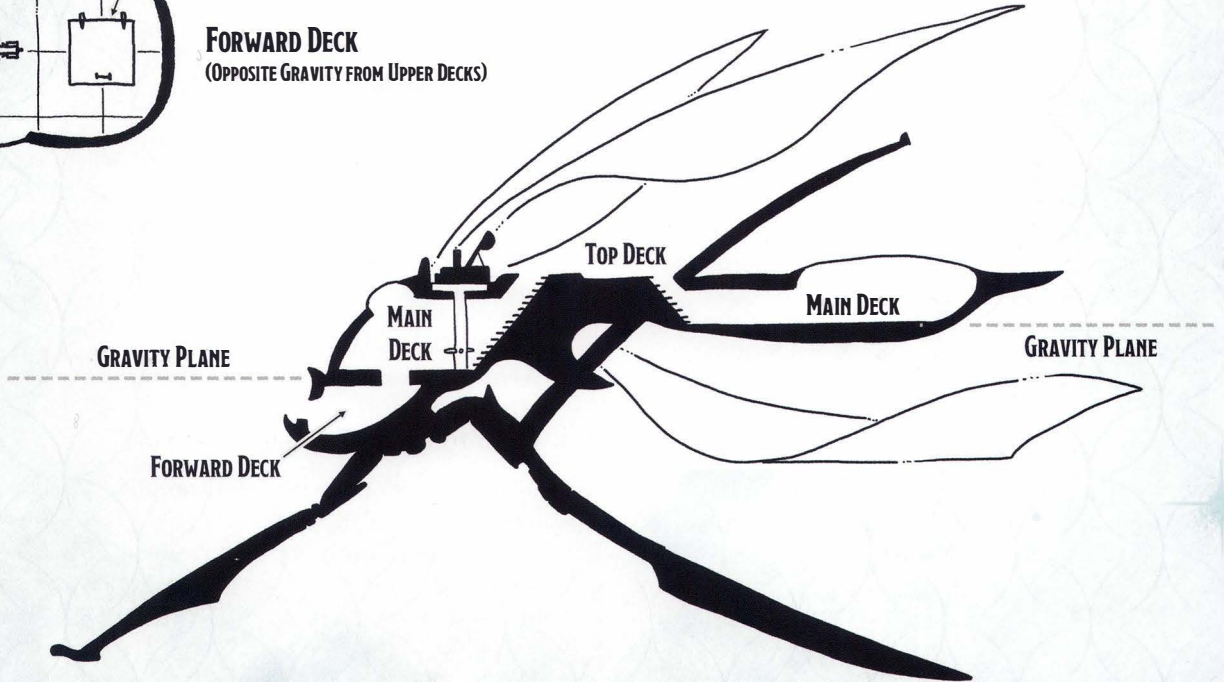 FORWARD DECK
(OPPOSITE GRAVITY FROM UPPER DECKS)
TOP DECK
MAIN
DECK
MAIN DECK
GRAVITY PLANE
GRAVITY PLANE
FORWARD DECK